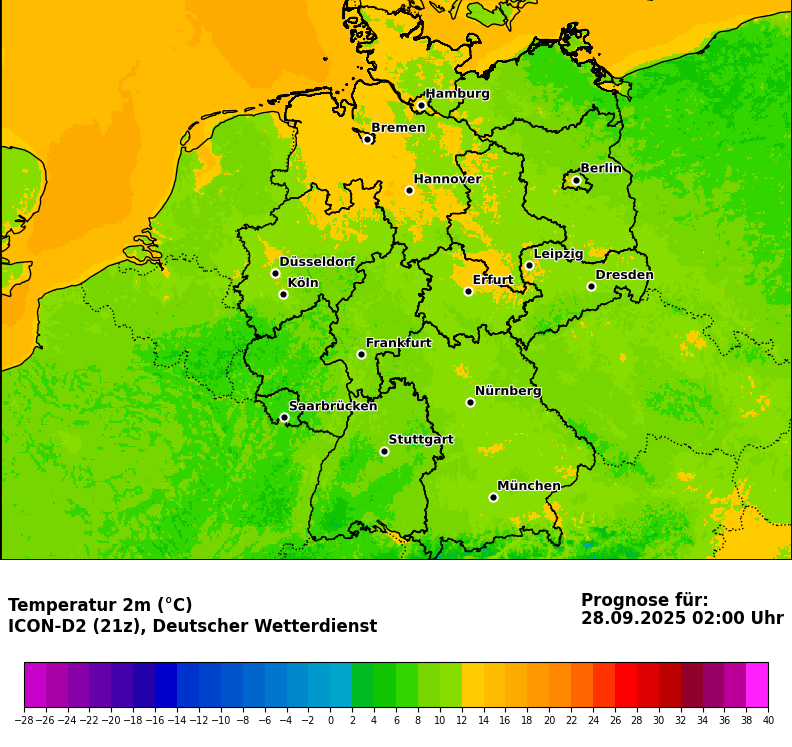 Hamburg
Bremen
Berlin
Hannover
Leipzig
Düsseldorf
Dresden
Köln
Erfurt
Frankfurt
Nürnberg
Saarbrücken
Stuttgart
München
Temperatur 2m (°C)
ICON-D2 (21z), Deutscher Wetterdienst
Prognose für:
28.09.2025 02:00 Uhr
−28 −26 −24 −22 −20 −18 −16 −14 −12 −10 −8 −6 −4 −2 0 2 4 6 8 10 12 14 16 18 20 22 24 26 28 30 32 34 36 38 40